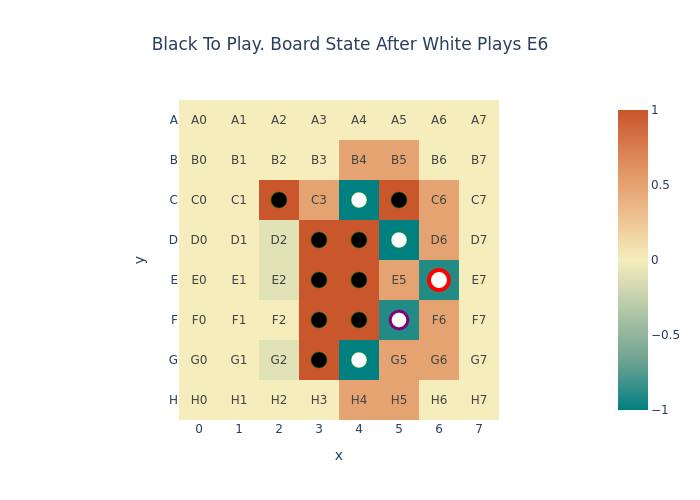 Black To Play. Board State After White Plays E6
A A0 A1 A2 A3 A4 A5 A6 A7
B B0 B1 B2 B3 B4 B5 B6 B7
C C0 C1 C3 C6 C7
D D0 D1 D2 D6 D7
E E0 E1 E2 E5 E7
F F0 F1 F2 F6 F7
G G0 G1 G2 G5 G6 G7
H H0 H1 H2 H3 H4 H5 H6 H7
0 1 2 3 4 5 6 7
x
y
1
0.5
0
−0.5
−1